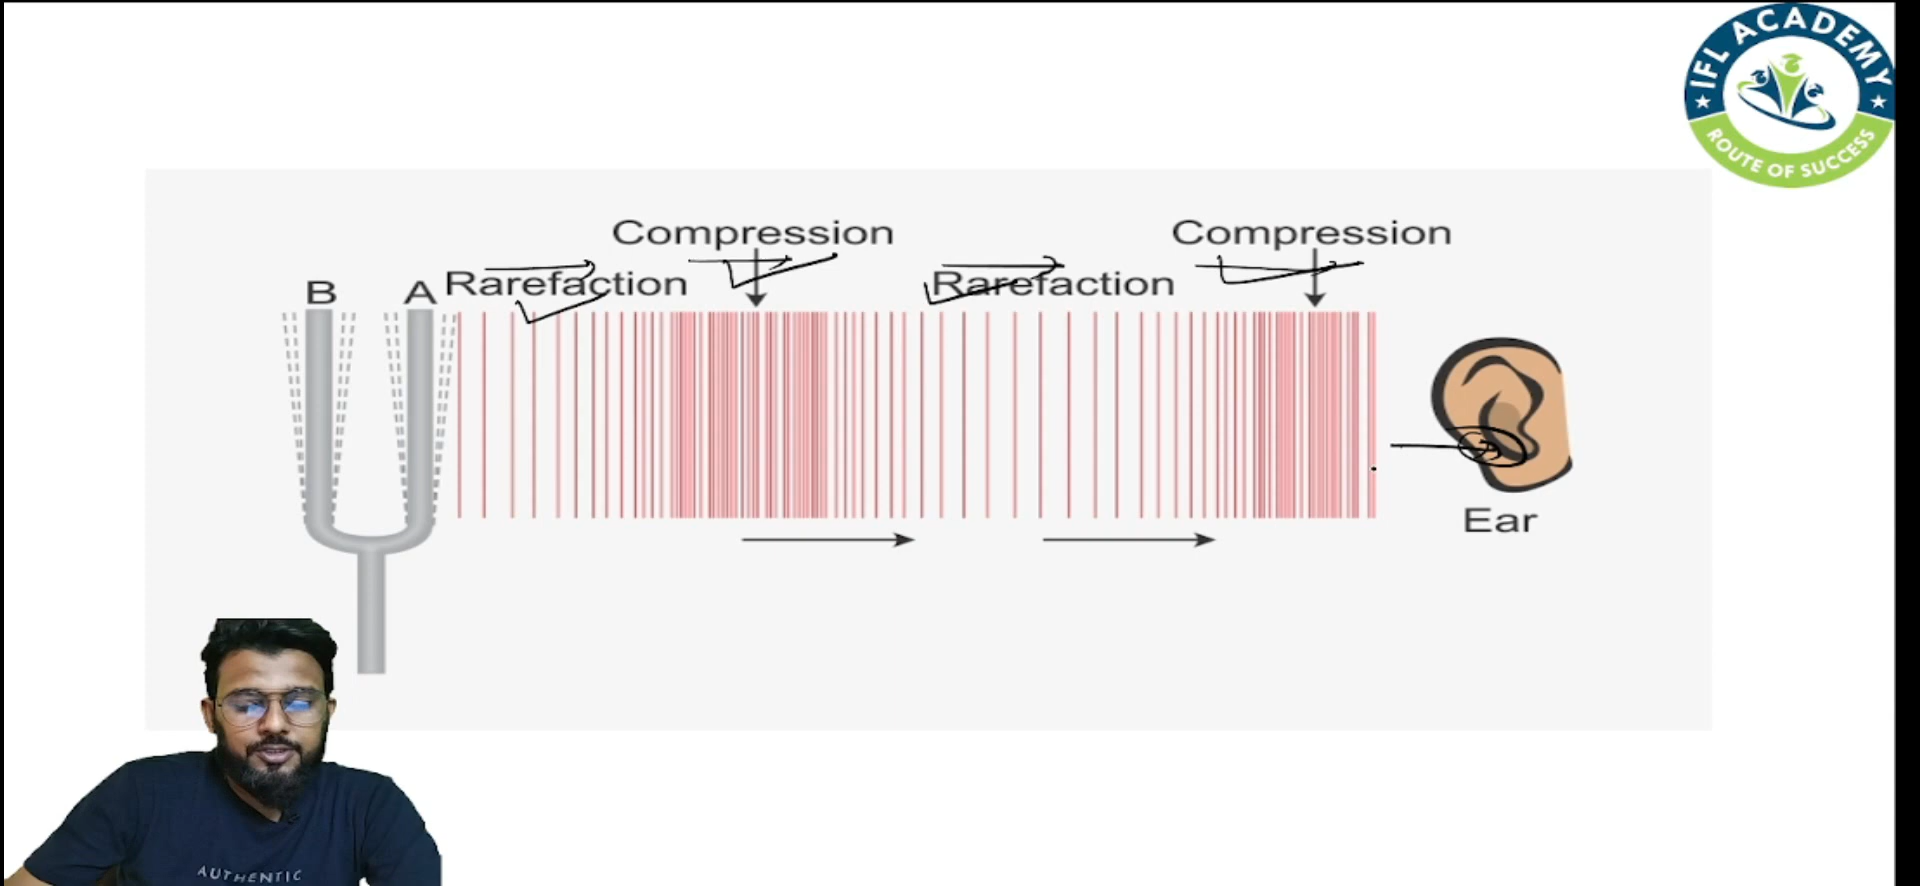 IFL ACADEMY
ROUTE OF SUCCESS
Compression
Compression
B
A
Rarefaction
Rarefaction
Ear
AUTHENTIC